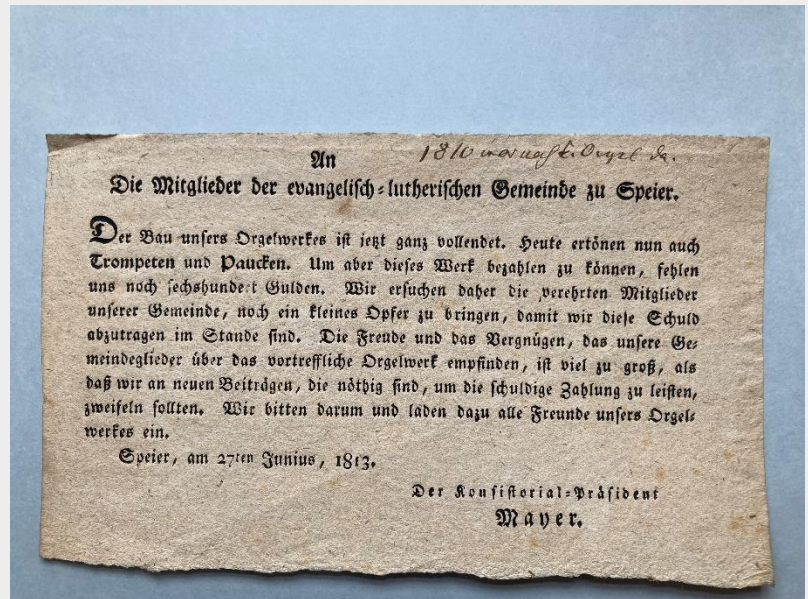 An
1810 war noch k. Orgel da.
Die Mitglieder der evangelisch-lutherischen Gemeinde zu Speier.
Der Bau unsers Orgelwerkes ist jetzt ganz vollendet. Heute ertönen nun auch
Trompeten und Paucken. Um aber dieses Werk bezahlen zu können, fehlen
uns noch sechshundert Gulden. Wir ersuchen daher die verehrten Mitglieder
unserer Gemeinde, noch ein kleines Opfer zu bringen, damit wir diese Schuld
abzutragen im Stande sind. Die Freude und das Vergnügen, das unsere Ge-
meindeglieder über das vortreffliche Orgelwerk empfinden, ist viel zu groß, als
daß wir an neuen Beiträgen, die nöthig sind, um die schuldige Zahlung zu leisten,
zweifeln sollten. Wir bitten darum und laden dazu alle Freunde unsers Orgel-
werkes ein.
Speier, am 27ten Junius, 1813.
Der Konsistorial-Präsident
Mayer.